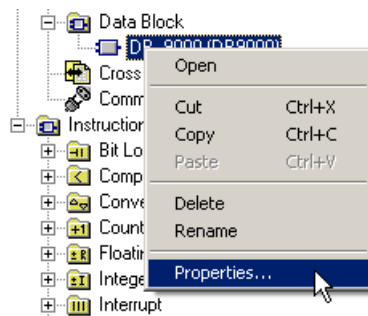 Data Block
DB_9000 (DB9000)
Cross
Comm
Instruction
Bit Lo
Comp
Conve
Count
Floatin
Intege
Interrupt
Open
Cut Ctrl+X
Copy Ctrl+C
Paste Ctrl+V
Delete
Rename
Properties...